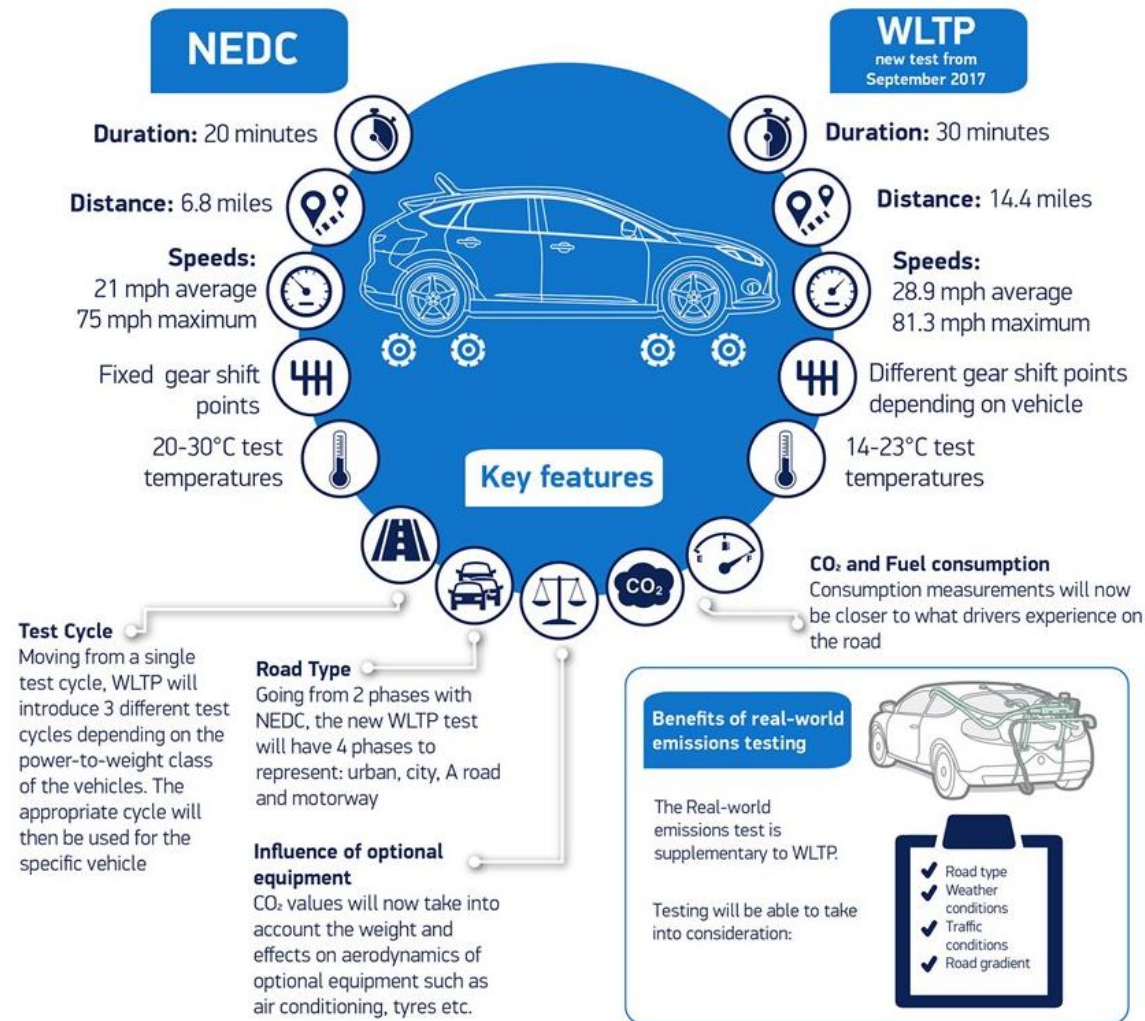 NEDC
WLTP
new test from
September 2017
Duration: 20 minutes
Duration: 30 minutes
Distance: 6.8 miles
Distance: 14.4 miles
Speeds:
21 mph average
75 mph maximum
Speeds:
28.9 mph average
81.3 mph maximum
Fixed gear shift
points
Different gear shift points
depending on vehicle
20-30°C test
temperatures
14-23°C test
temperatures
Key features
CO₂
E F
CO₂ and Fuel consumption
Consumption measurements will now
be closer to what drivers experience on
the road
Test Cycle
Moving from a single
test cycle, WLTP will
introduce 3 different test
cycles depending on the
power-to-weight class
of the vehicles. The
appropriate cycle will
then be used for the
specific vehicle
Road Type
Going from 2 phases with
NEDC, the new WLTP test
will have 4 phases to
represent: urban, city, A road
and motorway
Influence of optional
equipment
CO₂ values will now take into
account the weight and
effects on aerodynamics of
optional equipment such as
air conditioning, tyres etc.
Benefits of real-world
emissions testing
The Real-world
emissions test is
supplementary to WLTP.
Testing will be able to take
into consideration:
Road type
Weather
conditions
Traffic
conditions
Road gradient